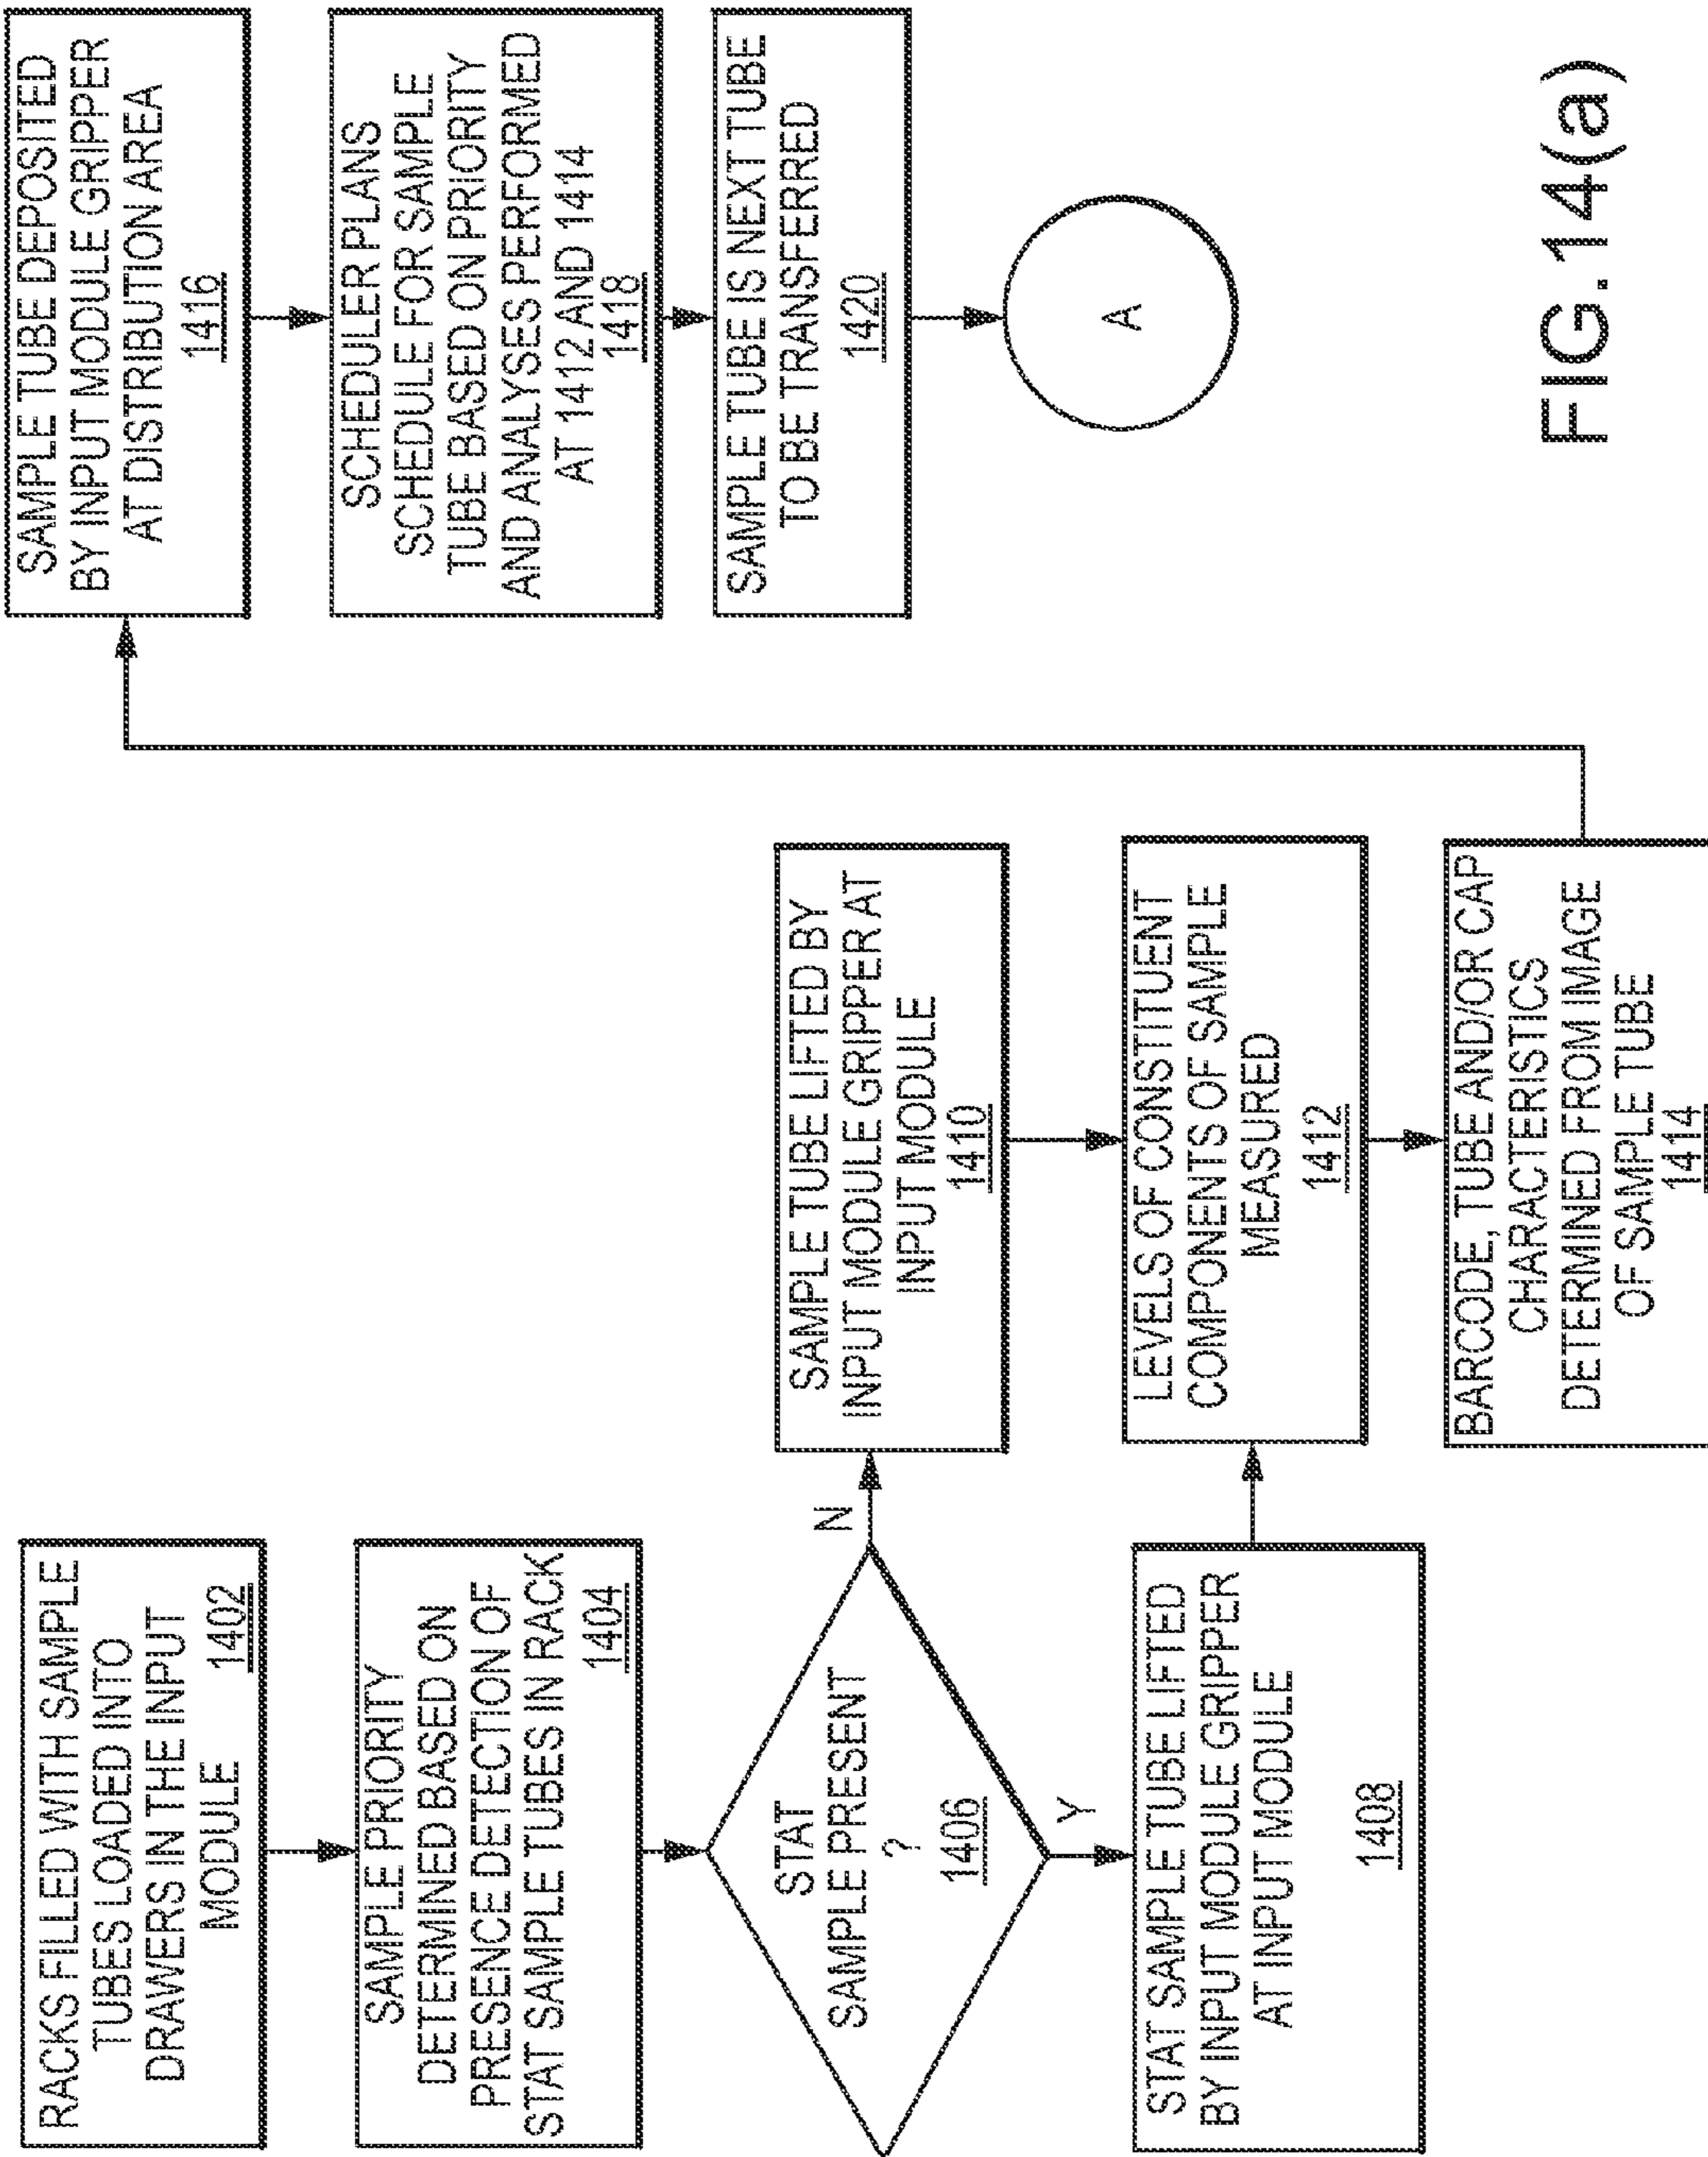 RACKS FILLED WITH SAMPLE
TUBES LOADED INTO
DRAWERS IN THE INPUT
MODULE 1402
SAMPLE PRIORITY
DETERMINED BASED ON
PRESENCE DETECTION OF
STAT SAMPLE TUBES IN RACK
1404
STAT
SAMPLE PRESENT
?
1406
N
Y
STAT SAMPLE TUBE LIFTED
BY INPUT MODULE GRIPPER
AT INPUT MODULE
1408
SAMPLE TUBE LIFTED BY
INPUT MODULE GRIPPER AT
INPUT MODULE
1410
LEVELS OF CONSTITUENT
COMPONENTS OF SAMPLE
MEASURED
1412
BARCODE, TUBE AND/OR CAP
CHARACTERISTICS
DETERMINED FROM IMAGE
OF SAMPLE TUBE
1414
SAMPLE TUBE DEPOSITED
BY INPUT MODULE GRIPPER
AT DISTRIBUTION AREA
1416
SCHEDULER PLANS
SCHEDULE FOR SAMPLE
TUBE BASED ON PRIORITY
AND ANALYSES PERFORMED
AT 1412 AND 1414
1418
SAMPLE TUBE IS NEXT TUBE
TO BE TRANSFERRED
1420
A
FIG.14(a)